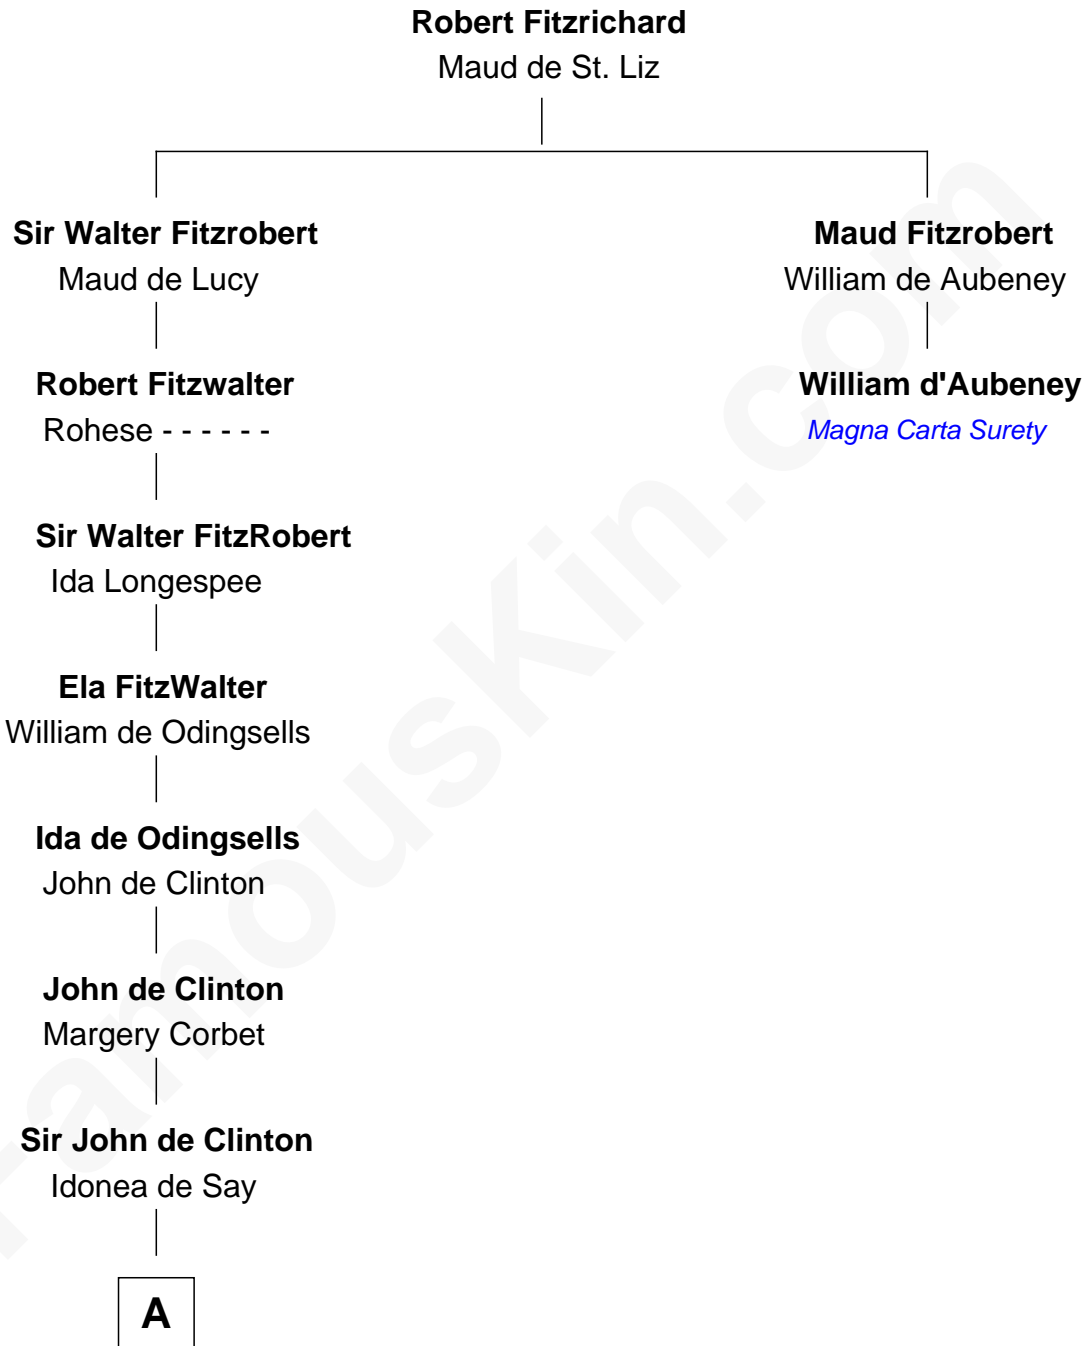 Robert Fitzrichard
Maud de St. Liz
Sir Walter Fitzrobert
Maud de Lucy
Maud Fitzrobert
William de Aubeney
Robert Fitzwalter
Rohese - - - - - -
William d'Aubeney
Magna Carta Surety
Sir Walter FitzRobert
Ida Longespee
Ela FitzWalter
William de Odingsells
Ida de Odingsells
John de Clinton
John de Clinton
Margery Corbet
Sir John de Clinton
Idonea de Say
A
FamousKin.com